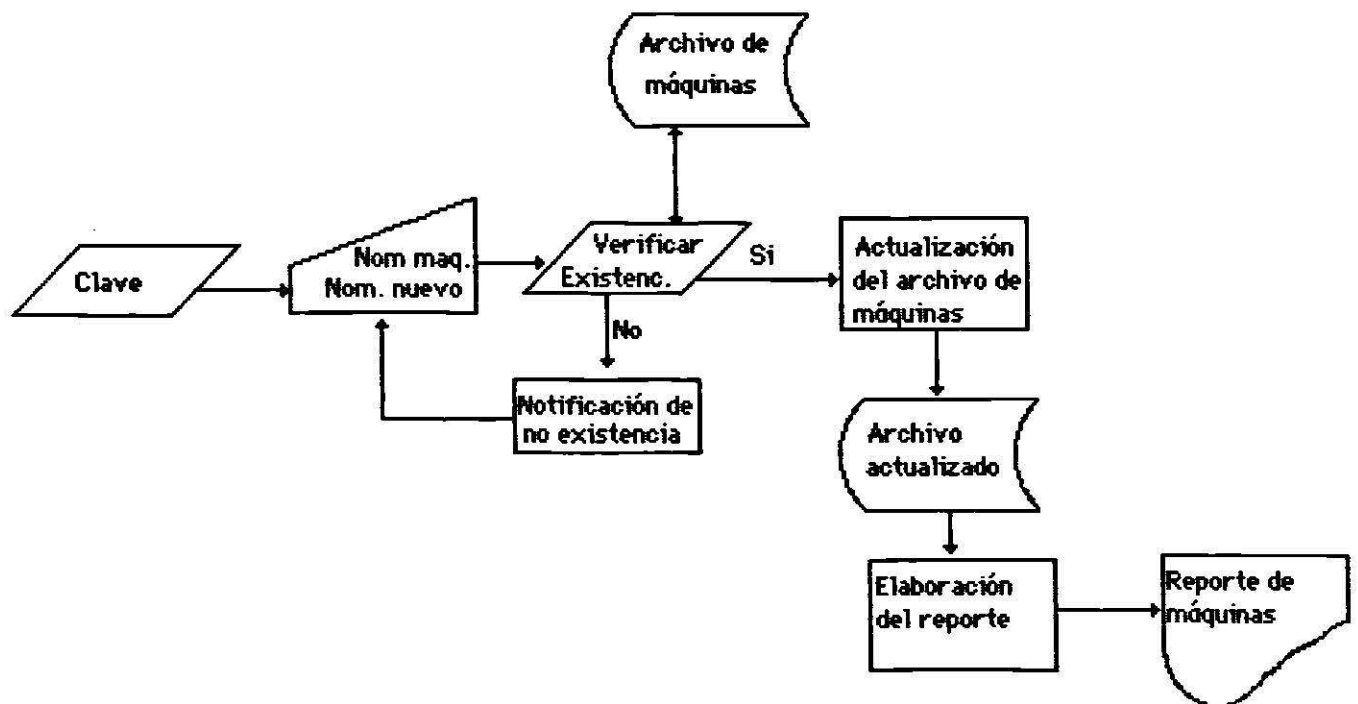 Archivo de
máquinas
Clave
Nom maq.
Nom. nuevo
Verificar
Existenc.
Si
No
Actualización
del archivo de
máquinas
Notificación de
no existencia
Archivo
actualizado
Elaboración
del reporte
Reporte de
máquinas